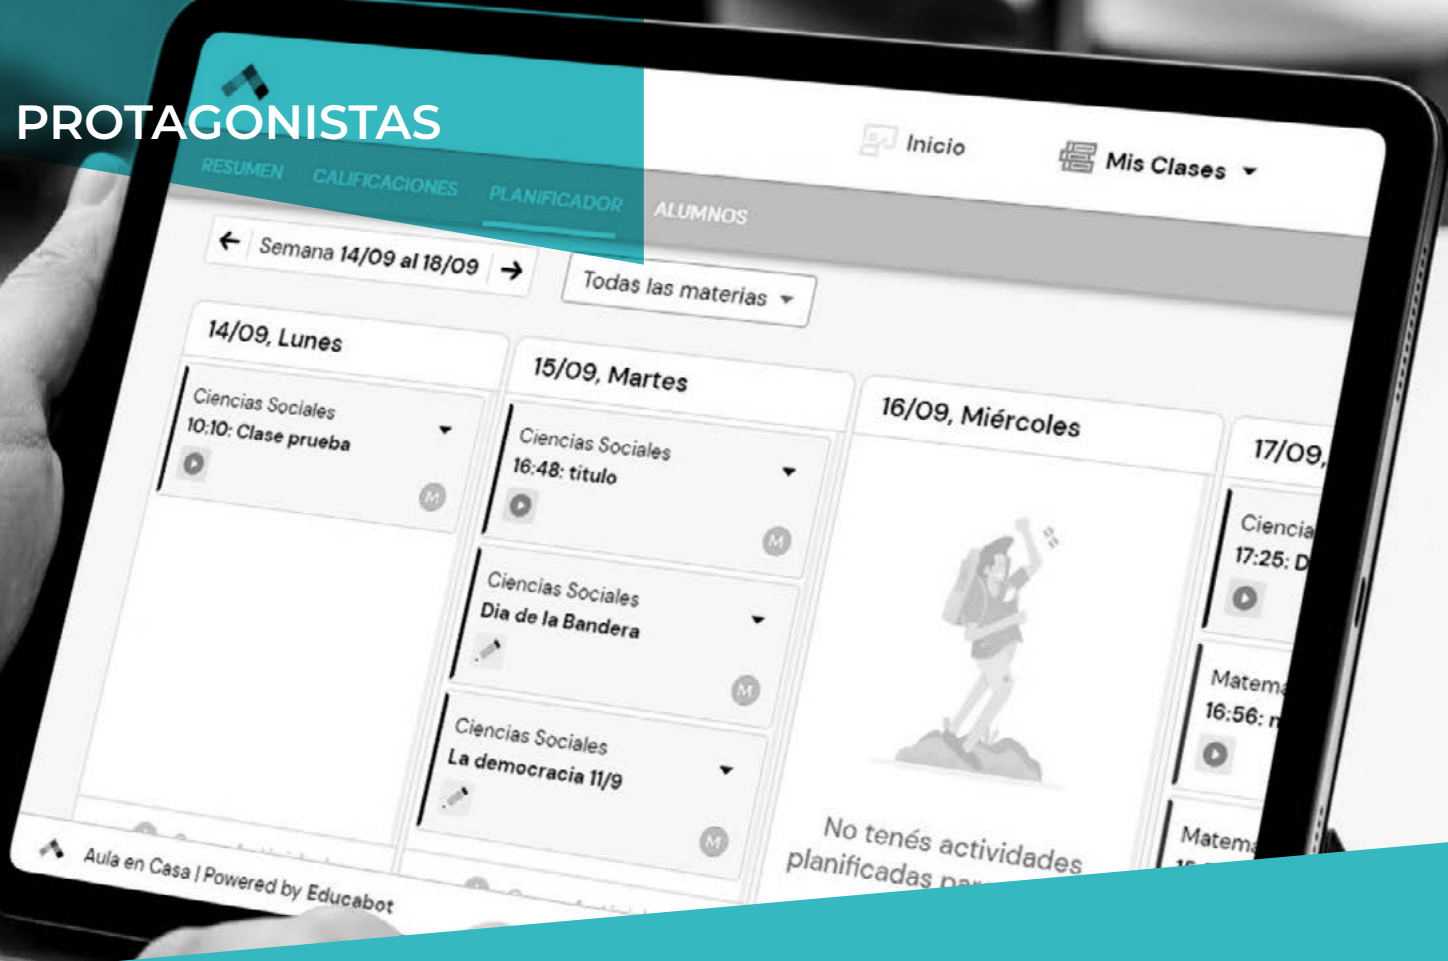 PROTAGONISTAS
Inicio
Mis Clases
RESUMEN
CALIFICACIONES
PLANIFICADOR
ALUMNOS
Semana 14/09 al 18/09
Todas las materias
14/09, Lunes
Ciencias Sociales
10:10: Clase prueba
M
15/09, Martes
Ciencias Sociales
16:48: titulo
M
Ciencias Sociales
Dia de la Bandera
M
Ciencias Sociales
La democracia 11/9
M
16/09, Miércoles
No tenés actividades
planificadas
17/09,
17:25: D
16:56:
Aula en Casa | Powered by Educabot